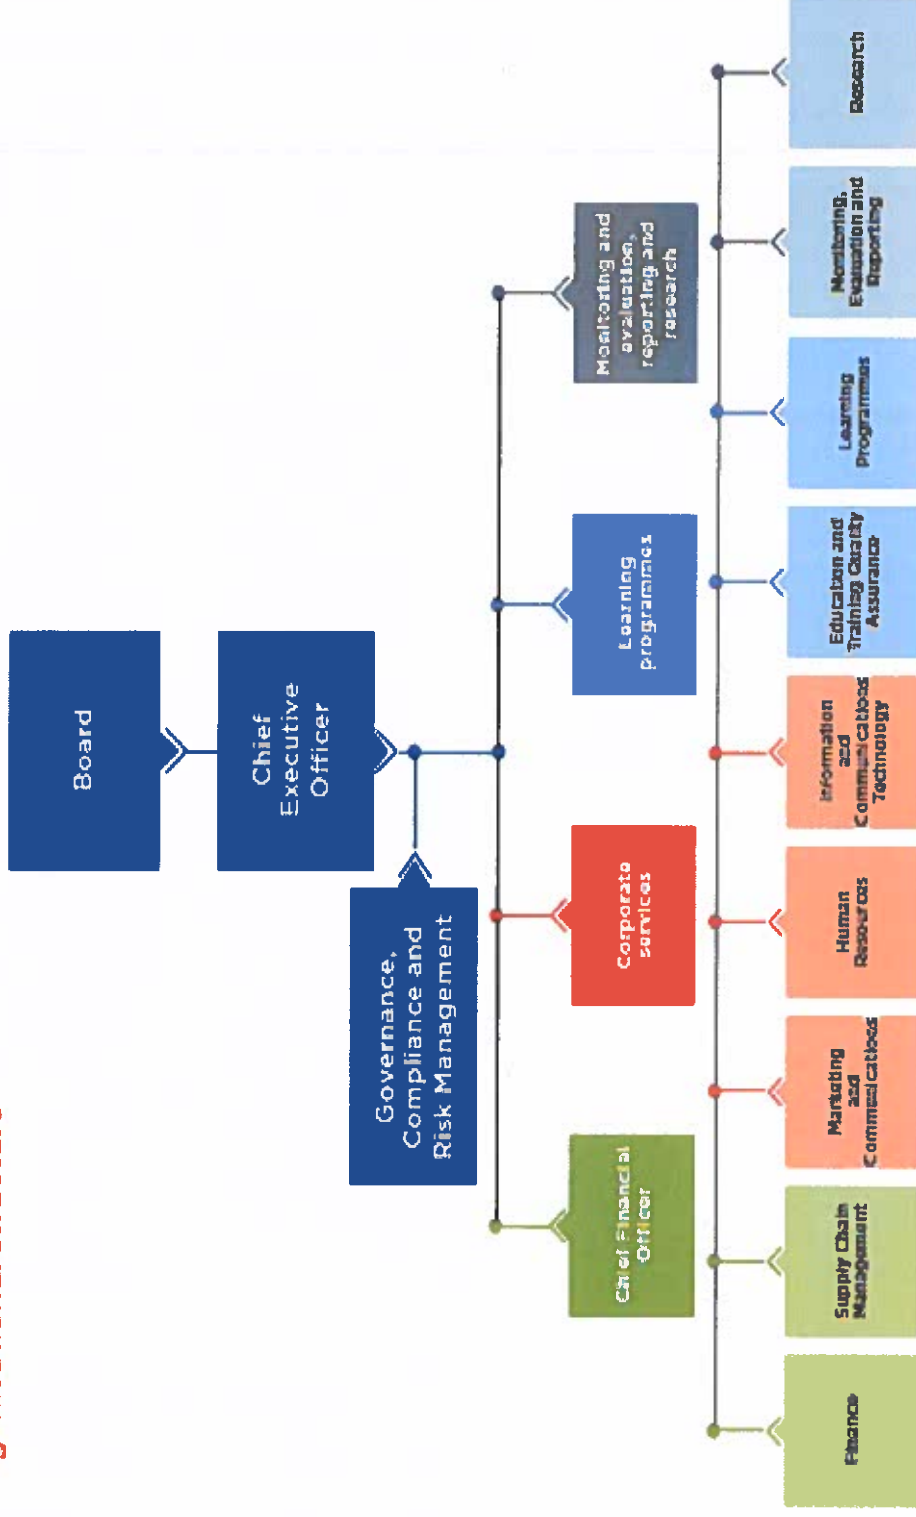 Board
Chief
Executive
Officer
Governance,
Compliance and
Risk Management
Chief Financial
Officer
Corporate
services
Learning
programmes
Monitoring and
evaluation,
reporting and
research
Finance
Supply Chain
Management
Marketing
and
Communications
Human
Resources
Information
and
Communications
Technology
Education and
Training Quality
Assurance
Learning
Programmes
Monitoring,
Evaluation and
Reporting
Research